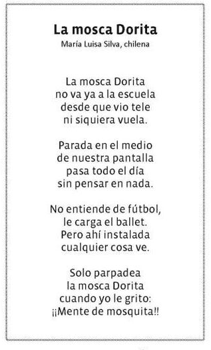 La mosca Dorita
María Luisa Silva, chilena
La mosca Dorita
no va ya a la escuela
desde que vio tele
ni siquiera vuela.
Parada en el medio
de nuestra pantalla
pasa todo el día
sin pensar en nada.
No entiende de fútbol,
le carga el ballet.
Pero ahí instalada
cualquier cosa ve.
Solo parpadea
la mosca Dorita
cuando yo le grito:
¡¡Mente de mosquita!!